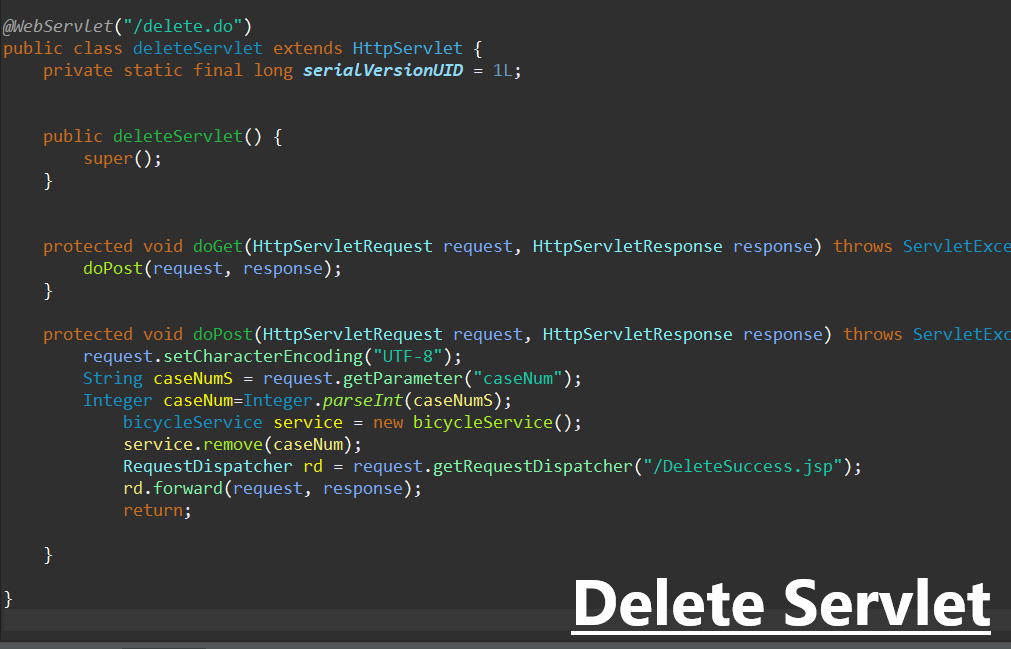 @WebServlet("/delete.do")
public class deleteServlet extends HttpServlet {
    private static final long serialVersionUID = 1L;
    public deleteServlet() {
        super();
    }
    protected void doGet(HttpServletRequest request, HttpServletResponse response) throws ServletExce
        doPost(request, response);
    }
    protected void doPost(HttpServletRequest request, HttpServletResponse response) throws ServletExc
        request.setCharacterEncoding("UTF-8");
        String caseNumS = request.getParameter("caseNum");
        Integer caseNum=Integer.parseInt(caseNumS);
            bicycleService service = new bicycleService();
            service.remove(caseNum);
            RequestDispatcher rd = request.getRequestDispatcher("/DeleteSuccess.jsp");
            rd.forward(request, response);
            return;
    }
}
Delete Servlet